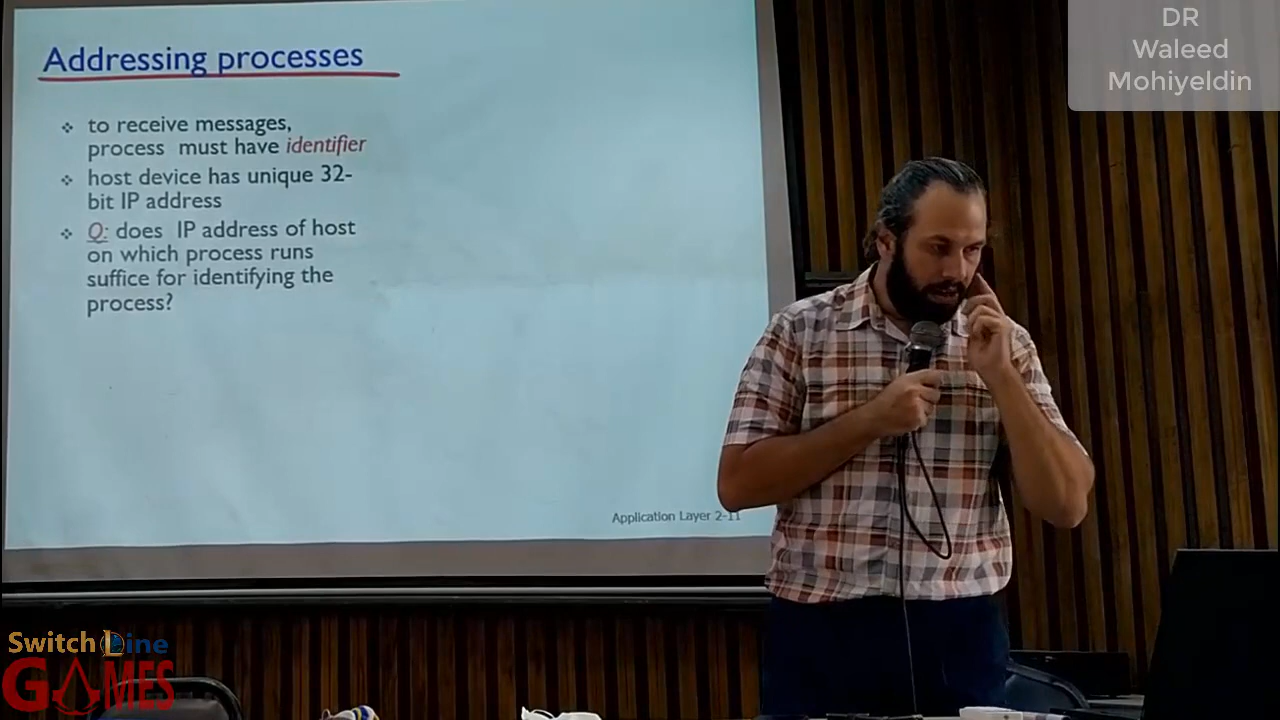 DR
Waleed
Mohiyeldin
Addressing processes
to receive messages,
process must have identifier
host device has unique 32-
bit IP address
Q: does IP address of host
on which process runs
suffice for identifying the
process?
Application Layer 2-11
Switch Line
GAMES